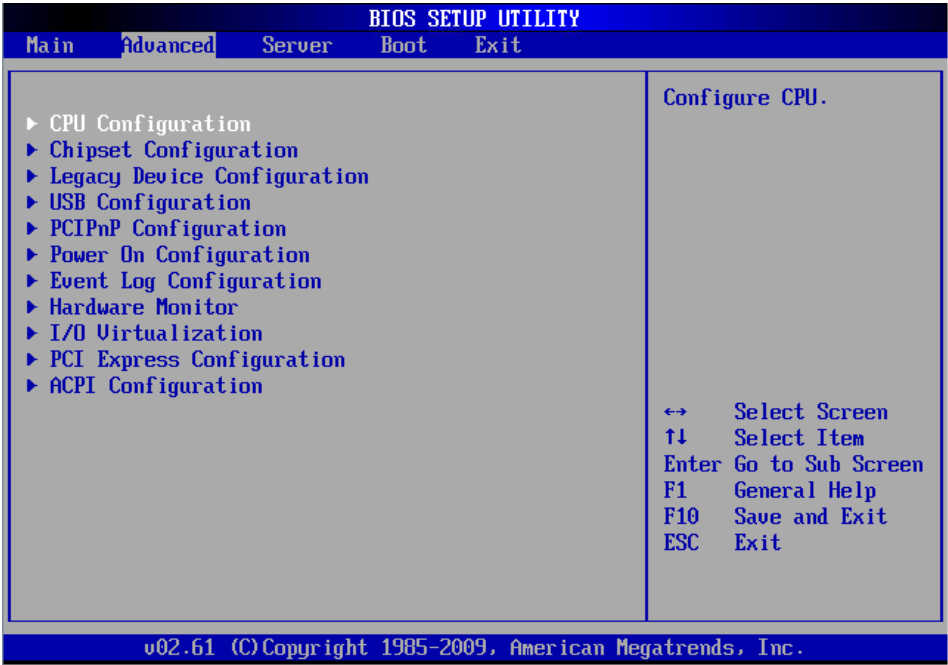 BIOS SETUP UTILITY
Main Advanced Server Boot Exit
Configure CPU.
CPU Configuration
Chipset Configuration
Legacy Device Configuration
USB Configuration
PCIPnP Configuration
Power On Configuration
Event Log Configuration
Hardware Monitor
I/O Virtualization
PCI Express Configuration
ACPI Configuration
←→ Select Screen
↑↓ Select Item
Enter Go to Sub Screen
F1 General Help
F10 Save and Exit
ESC Exit
v02.61 (C)Copyright 1985-2009, American Megatrends, Inc.